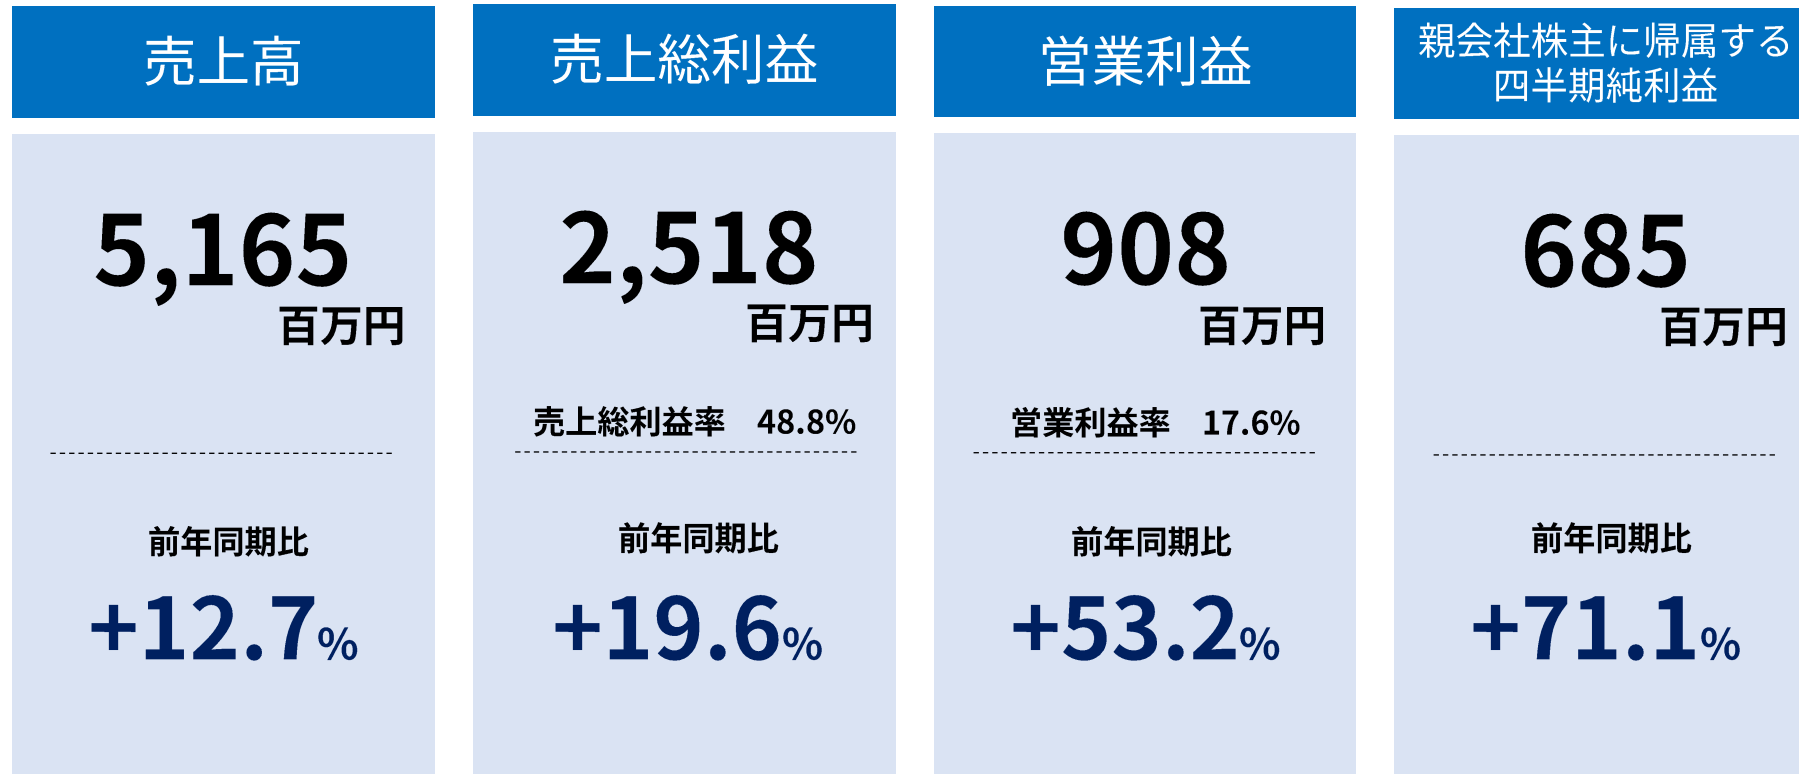 売上高
5,165
百万円
前年同期比
+12.7%
売上総利益
2,518
百万円
売上総利益率　48.8%
前年同期比
+19.6%
営業利益
908
百万円
営業利益率　17.6%
前年同期比
+53.2%
親会社株主に帰属する
四半期純利益
685
百万円
前年同期比
+71.1%